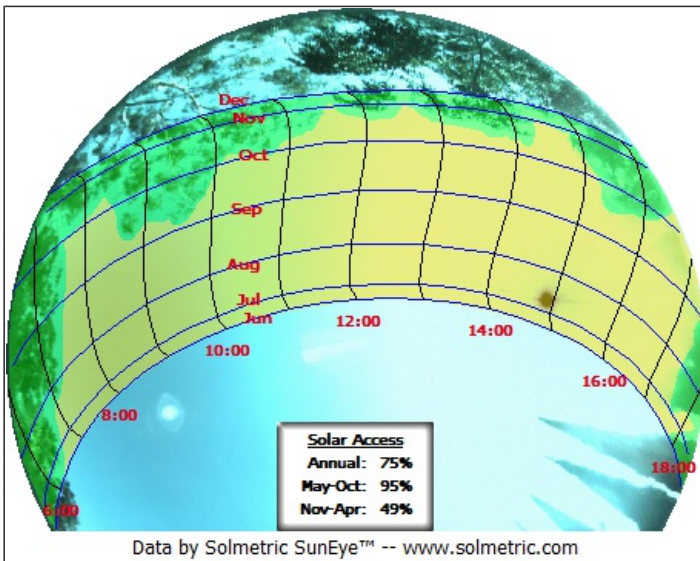 Dec
Nov
Oct
Sep
Aug
Jul
Jun
6:00
8:00
10:00
12:00
14:00
16:00
18:00
Solar Access
Annual: 75%
May-Oct: 95%
Nov-Apr: 49%
Data by Solmetric SunEye™ -- www.solmetric.com